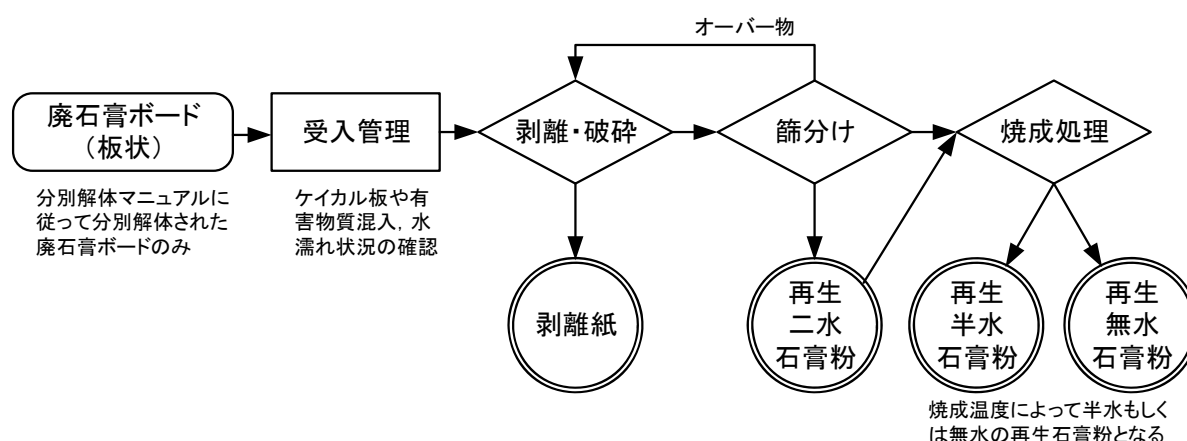 オーバー物
廃石膏ボード
（板状）
受入管理
剥離・破砕
篩分け
焼成処理
分別解体マニュアルに
従って分別解体された
廃石膏ボードのみ
ケイカル板や有
害物質混入，水
濡れ状況の確認
剥離紙
再生
二水
石膏粉
再生
半水
石膏粉
再生
無水
石膏粉
焼成温度によって半水もしく
は無水の再生石膏粉となる